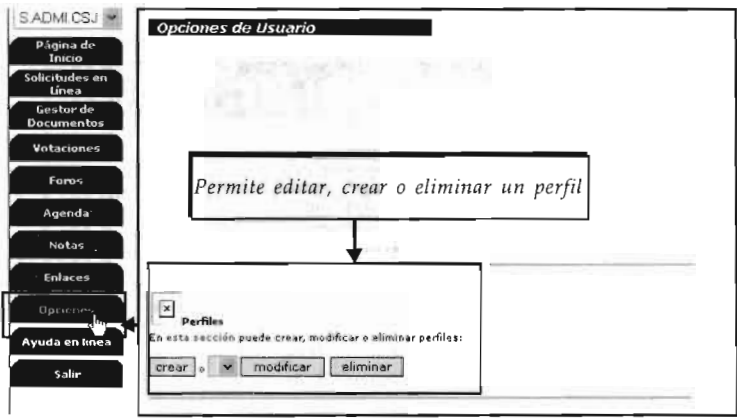 S.ADMI.CSJ
Página de
Inicio
Solicitudes en
Línea
Gestor de
Documentos
Votaciones
Foros
Agenda
Notas
Enlaces
Opciones
Ayuda en línea
Salir
Opciones de Usuario
Permite editar, crear o eliminar un perfil
Perfiles
En esta sección puede crear, modificar o eliminar perfiles:
crear o modificar eliminar